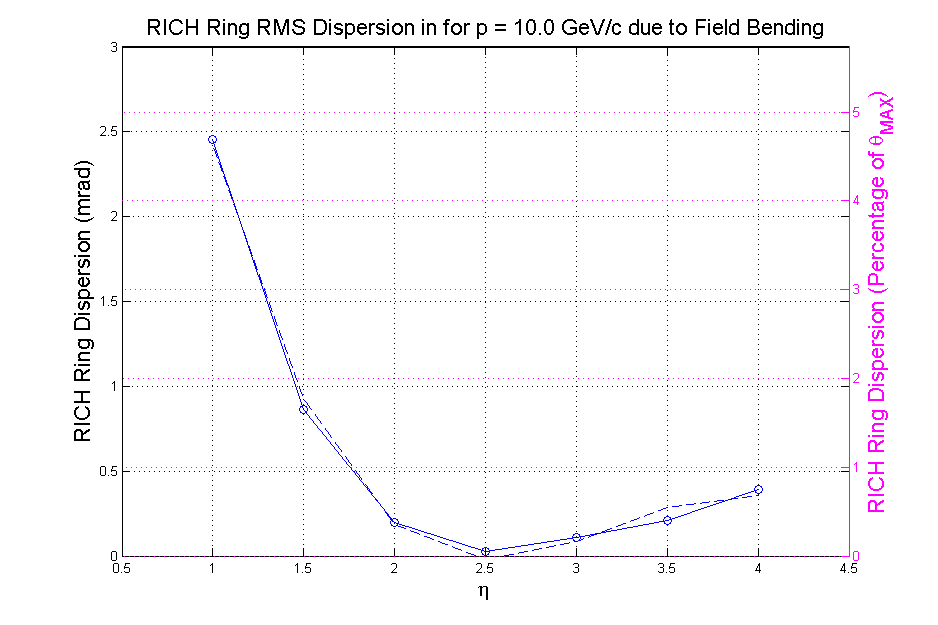 RICH Ring RMS Dispersion in for p = 10.0 GeV/c due to Field Bending
3
2.5
2
1.5
1
0.5
0
RICH Ring Dispersion (mrad)
5
4
3
2
1
0
RICH Ring Dispersion (Percentage of θMAX)
0.5 1 1.5 2 2.5 3 3.5 4 4.5
η